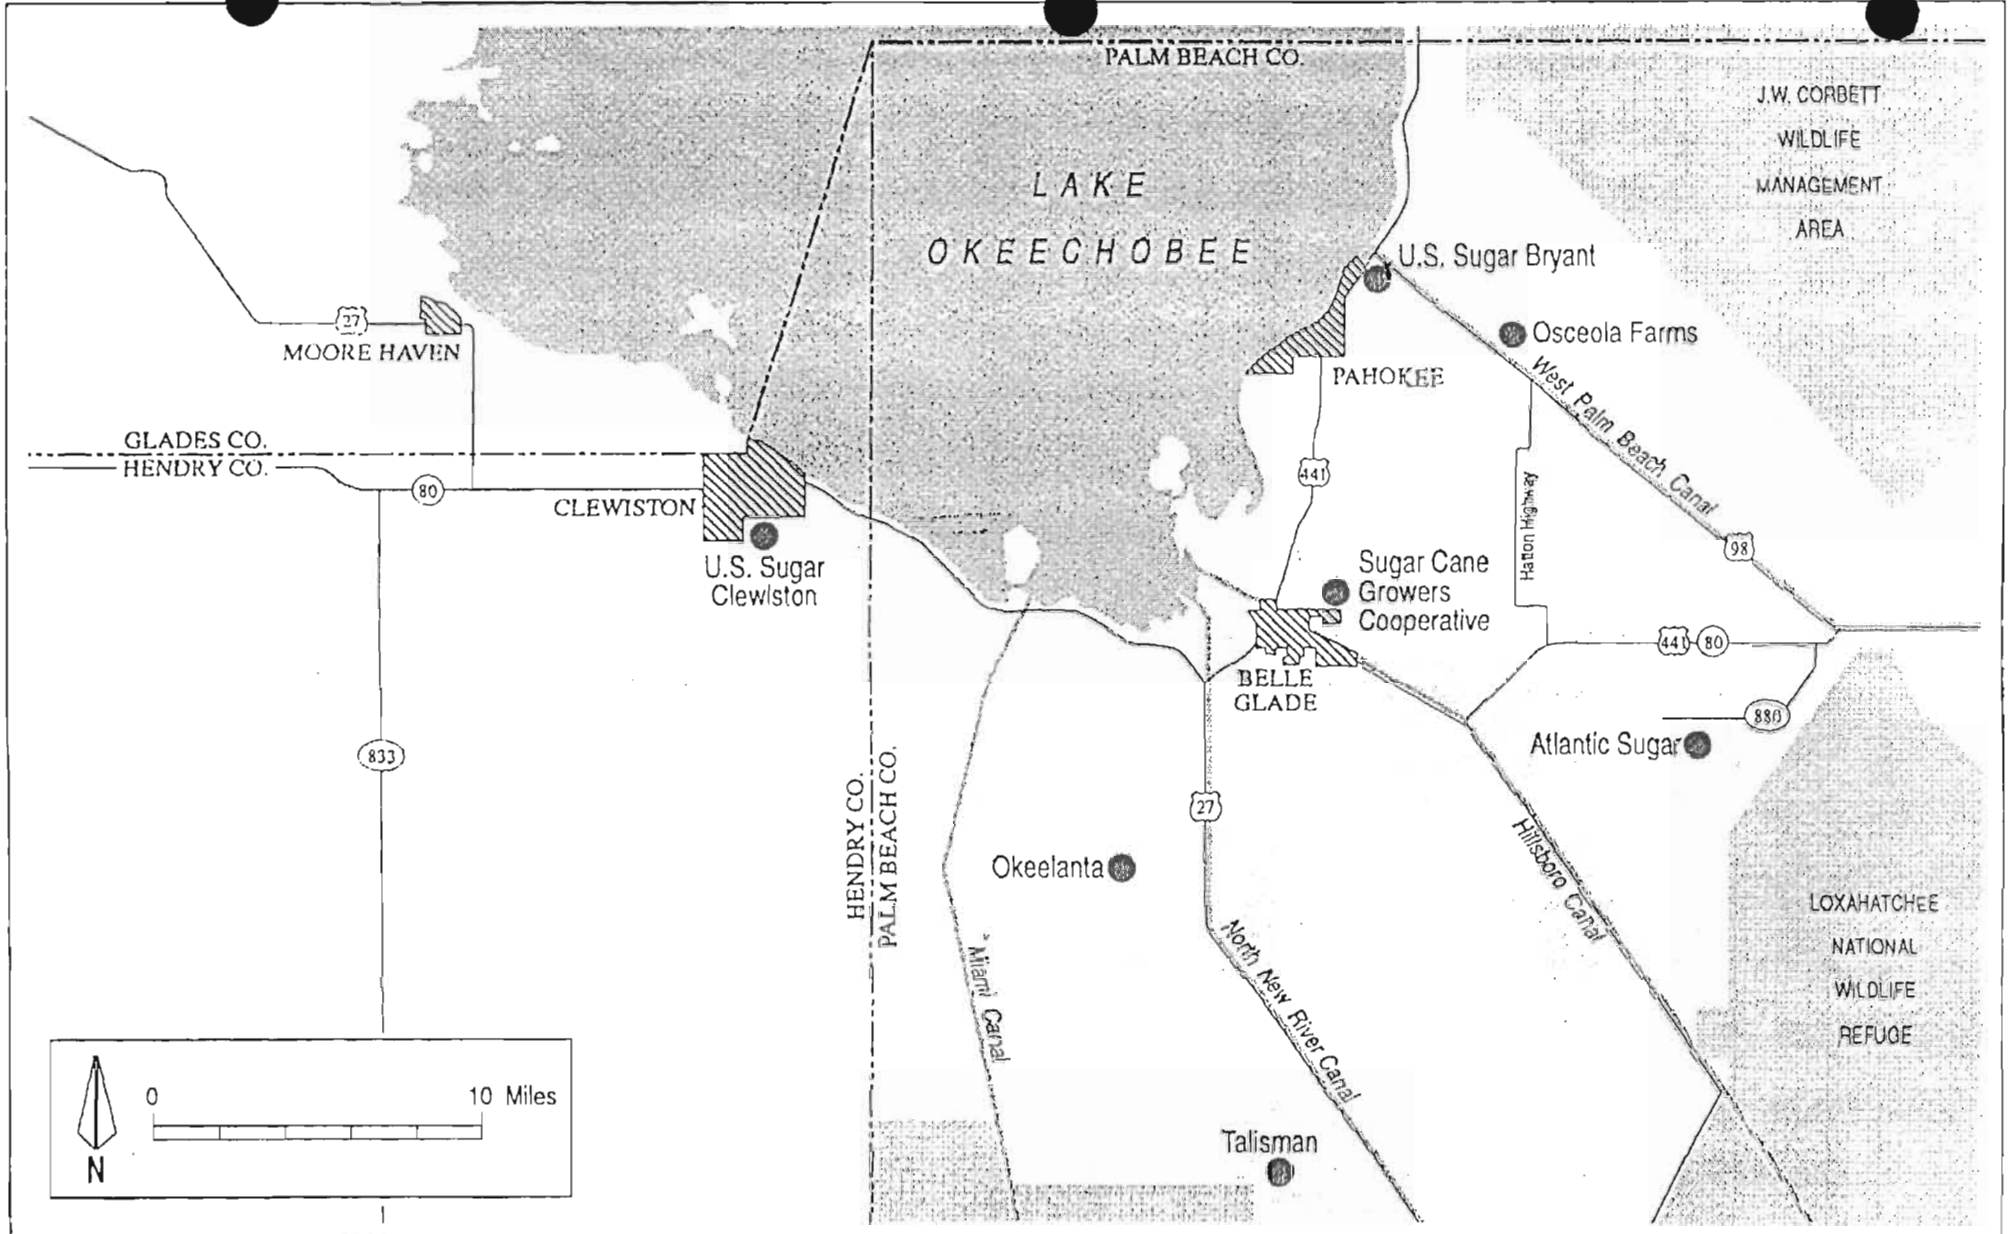 PALM BEACH CO.
J.W. CORBETT
WILDLIFE
MANAGEMENT
AREA
LAKE
OKEECHOBEE
U.S. Sugar Bryant
Osceola Farms
27
MOORE HAVEN
PAHOKEE
West Palm Beach Canal
GLADES CO.
HENDRY CO.
80
CLEWISTON
441
Hatton Highway
98
U.S. Sugar
Clewiston
Sugar Cane
Growers
Cooperative
441
80
BELLE
GLADE
880
Atlantic Sugar
833
HENDRY CO.
PALM BEACH CO.
27
Okeelanta
Hillsboro Canal
LOXAHATCHEE
NATIONAL
WILDLIFE
REFUGE
North New River Canal
Miami Canal
0
10 Miles
N
Talisman